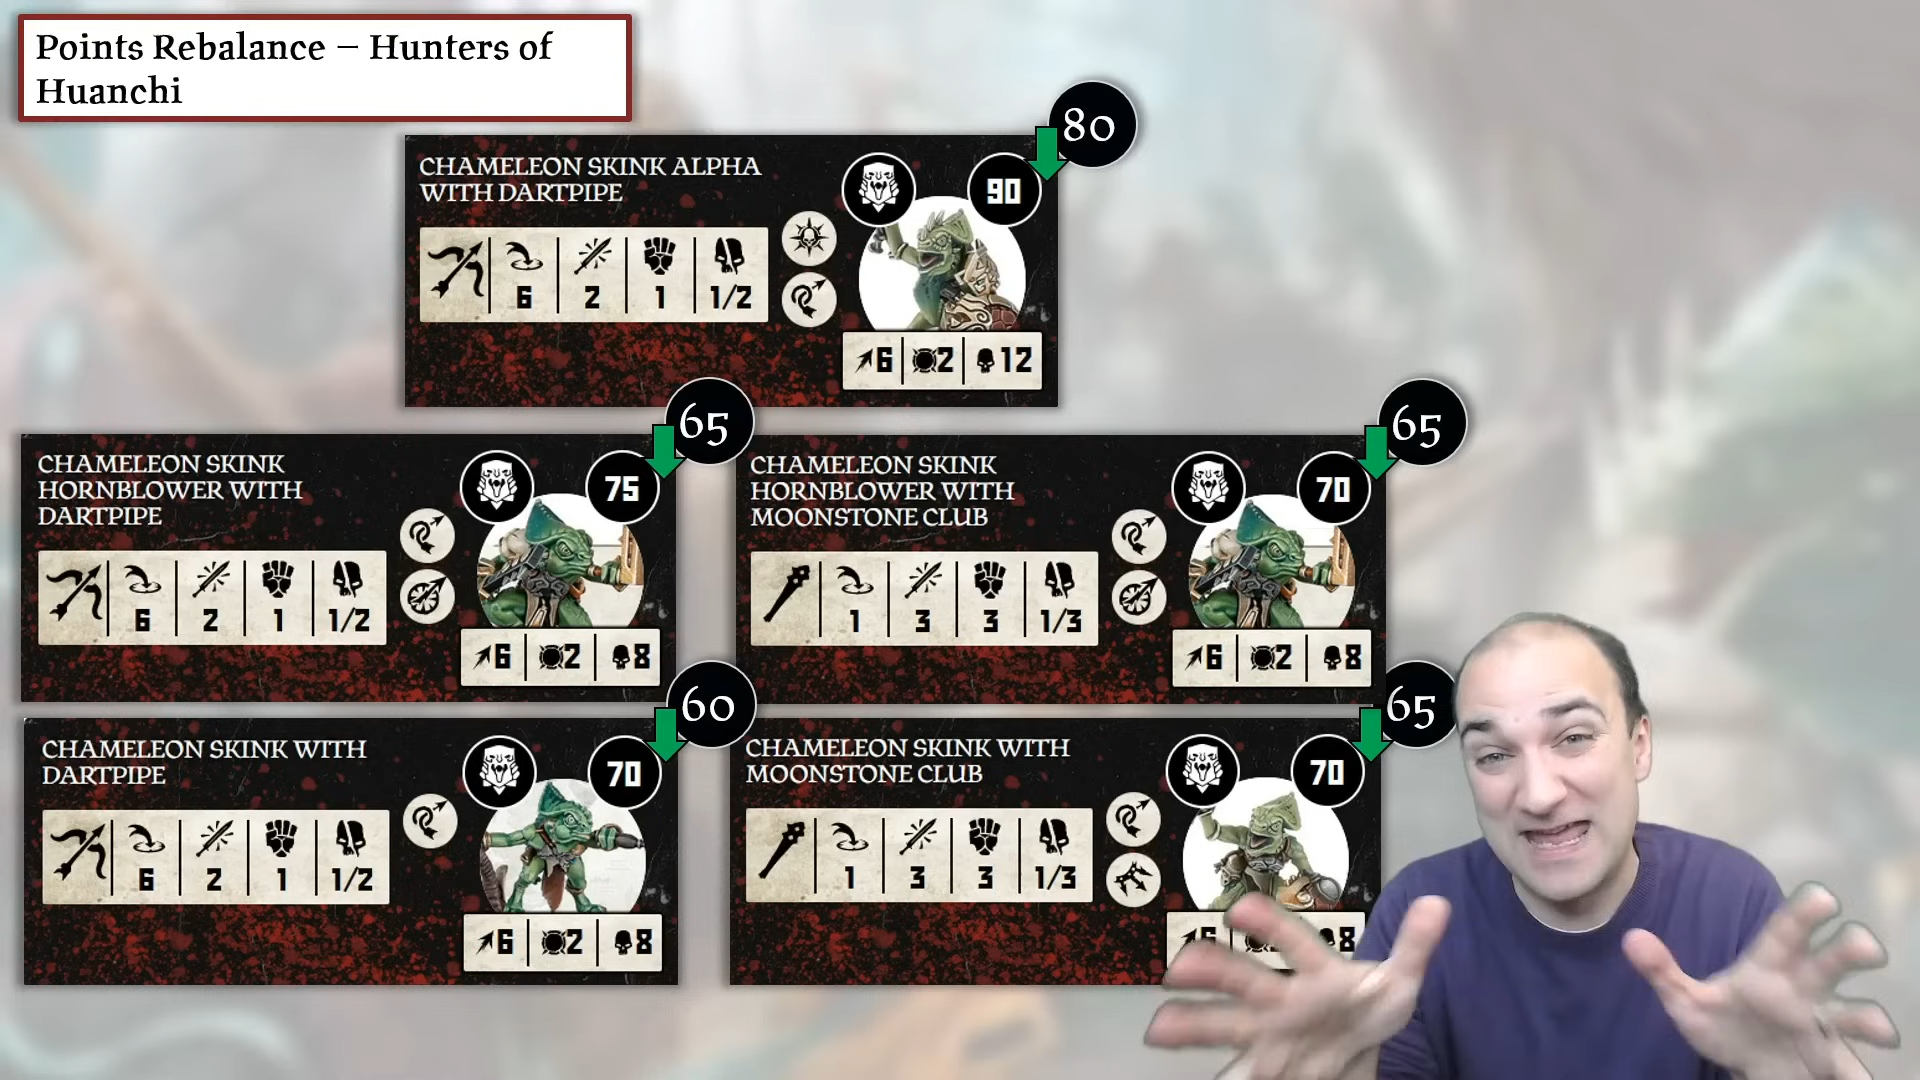 Points Rebalance – Hunters of
Huanchi
80
CHAMELEON SKINK ALPHA
WITH DARTPIPE
90
6 2 1 1/2
6 2 12
65
CHAMELEON SKINK
HORNBLOWER WITH
DARTPIPE
75
6 2 1 1/2
6 2 8
65
CHAMELEON SKINK
HORNBLOWER WITH
MOONSTONE CLUB
70
1 3 3 1/3
6 2 8
60
CHAMELEON SKINK WITH
DARTPIPE
70
6 2 1 1/2
6 2 8
65
CHAMELEON SKINK WITH
MOONSTONE CLUB
70
1 3 3 1/3
8